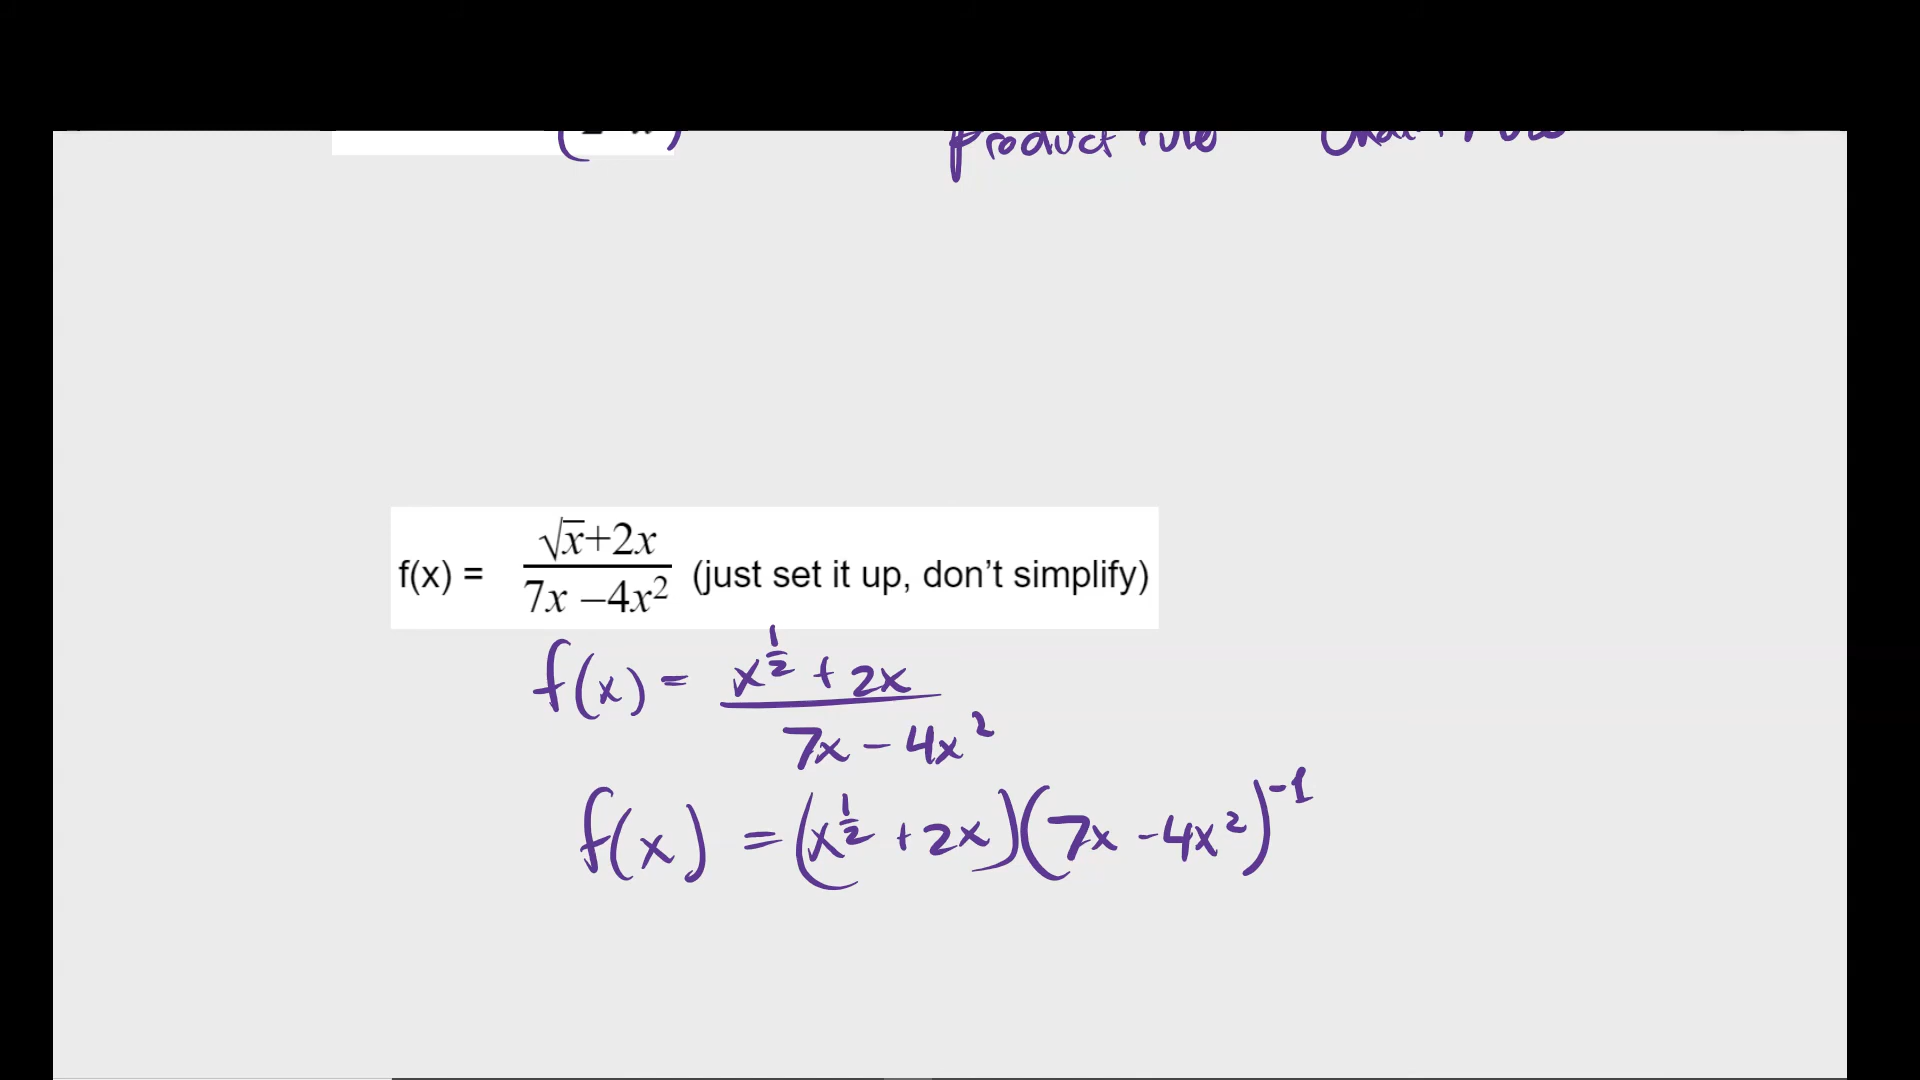 product rule
f(x) = √x+2x / 7x −4x² (just set it up, don’t simplify)
f(x) = x^½ + 2x / 7x − 4x²
f(x) = (x^½ + 2x)(7x − 4x²)^−1